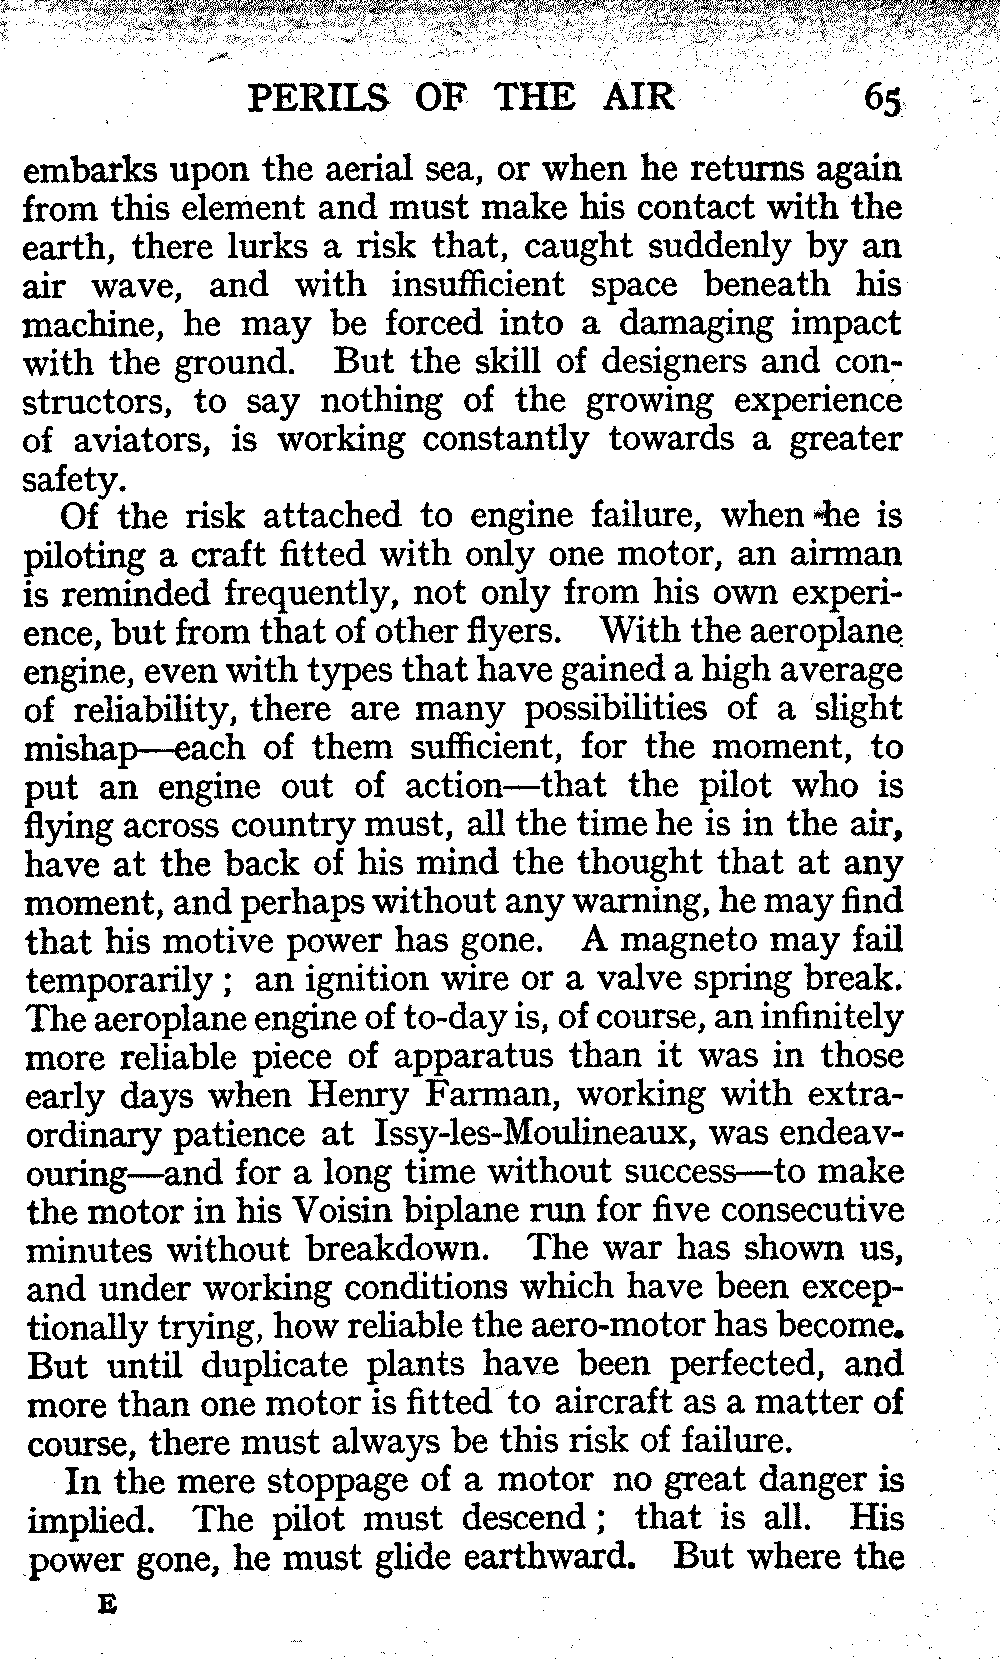 PERILS OF THE AIR 65
embarks upon the aerial sea, or when he returns again
from this element and must make his contact with the
earth, there lurks a risk that, caught suddenly by an
air wave, and with insufficient space beneath his
machine, he may be forced into a damaging impact
with the ground. But the skill of designers and con-
structors, to say nothing of the growing experience
of aviators, is working constantly towards a greater
safety.
Of the risk attached to engine failure, when he is
piloting a craft fitted with only one motor, an airman
is reminded frequently, not only from his own experi-
ence, but from that of other flyers. With the aeroplane
engine, even with types that have gained a high average
of reliability, there are many possibilities of a slight
mishap—each of them sufficient, for the moment, to
put an engine out of action—that the pilot who is
flying across country must, all the time he is in the air,
have at the back of his mind the thought that at any
moment, and perhaps without any warning, he may find
that his motive power has gone. A magneto may fail
temporarily ; an ignition wire or a valve spring break.
The aeroplane engine of to-day is, of course, an infinitely
more reliable piece of apparatus than it was in those
early days when Henry Farman, working with extra-
ordinary patience at Issy-les-Moulineaux, was endeav-
ouring—and for a long time without success—to make
the motor in his Voisin biplane run for five consecutive
minutes without breakdown. The war has shown us,
and under working conditions which have been excep-
tionally trying, how reliable the aero-motor has become.
But until duplicate plants have been perfected, and
more than one motor is fitted to aircraft as a matter of
course, there must always be this risk of failure.
In the mere stoppage of a motor no great danger is
implied. The pilot must descend ; that is all. His
power gone, he must glide earthward. But where the
E